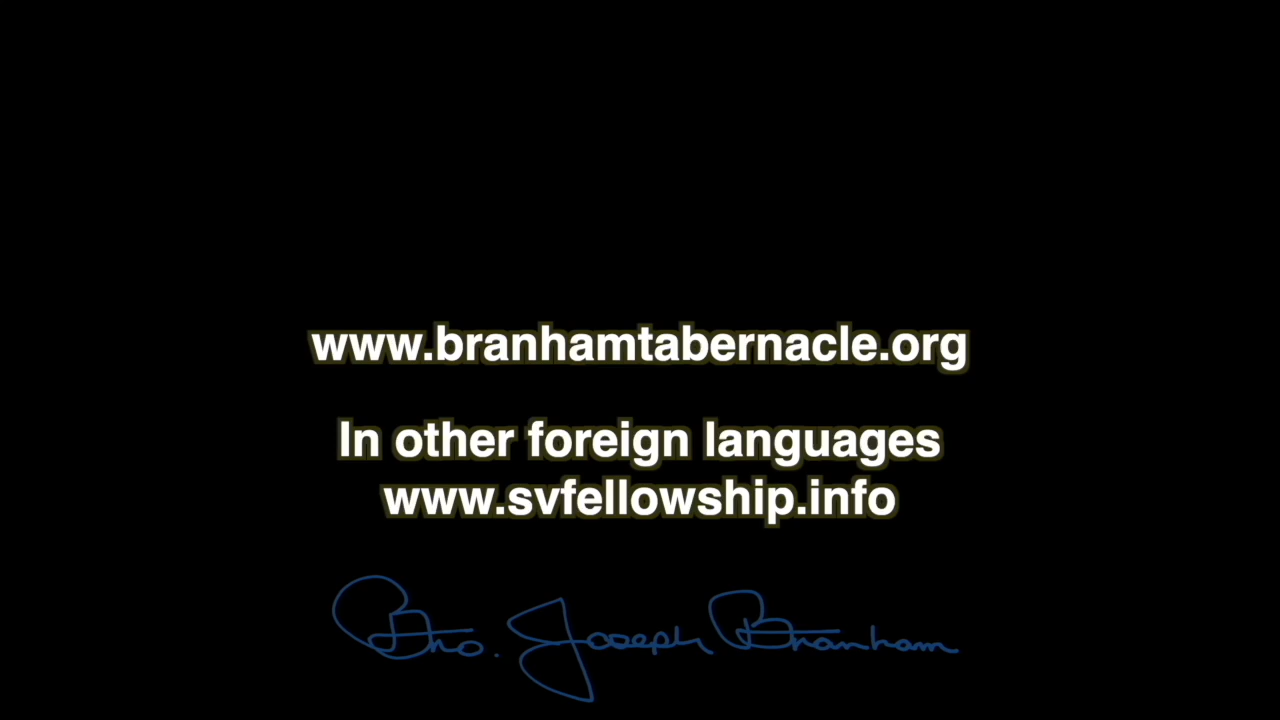 www.branhamtabernacle.org
In other foreign languages
www.svfellowship.info
Bro. Joseph Branham